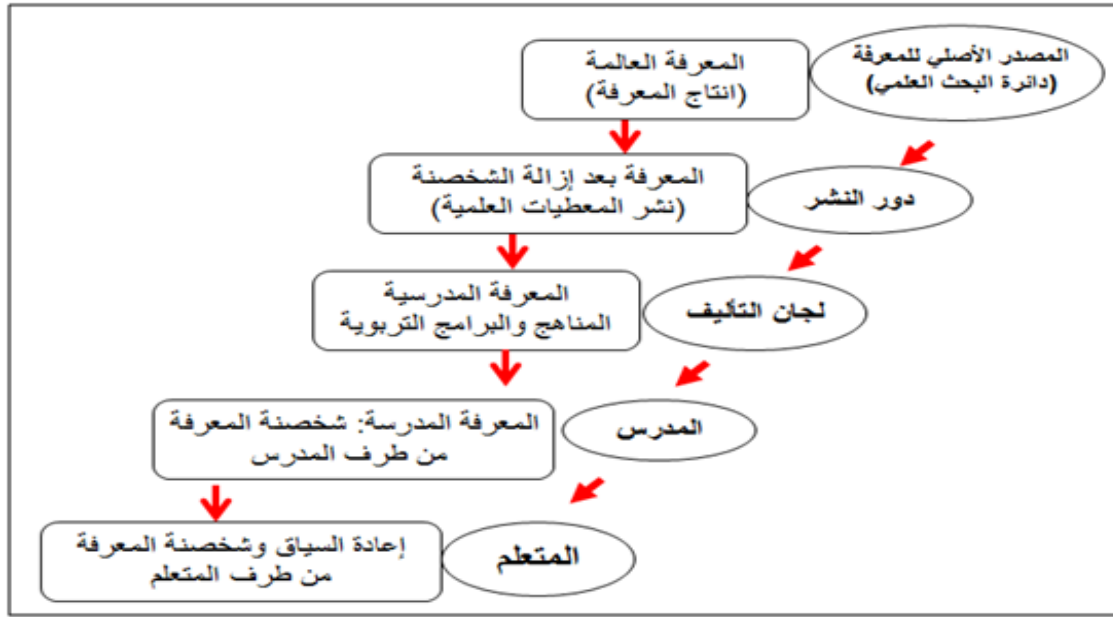 المصدر الأصلي للمعرفة
(دائرة البحث العلمي)
المعرفة العالمة
(انتاج المعرفة)
دور النشر
المعرفة بعد إزالة الشخصنة
(نشر المعطيات العلمية)
لجان التأليف
المعرفة المدرسية
المناهج والبرامج التربوية
المدرس
المعرفة المدرسة: شخصنة المعرفة
من طرف المدرس
المتعلم
إعادة السياق وشخصنة المعرفة
من طرف المتعلم